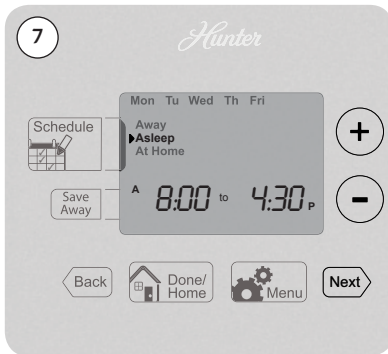 7
Hunter
Mon Tu Wed Th Fri
Schedule
Away
Asleep
At Home
+
Save
Away
A 8:00 to 4:30 P
-
Back
Done/
Home
Menu
Next